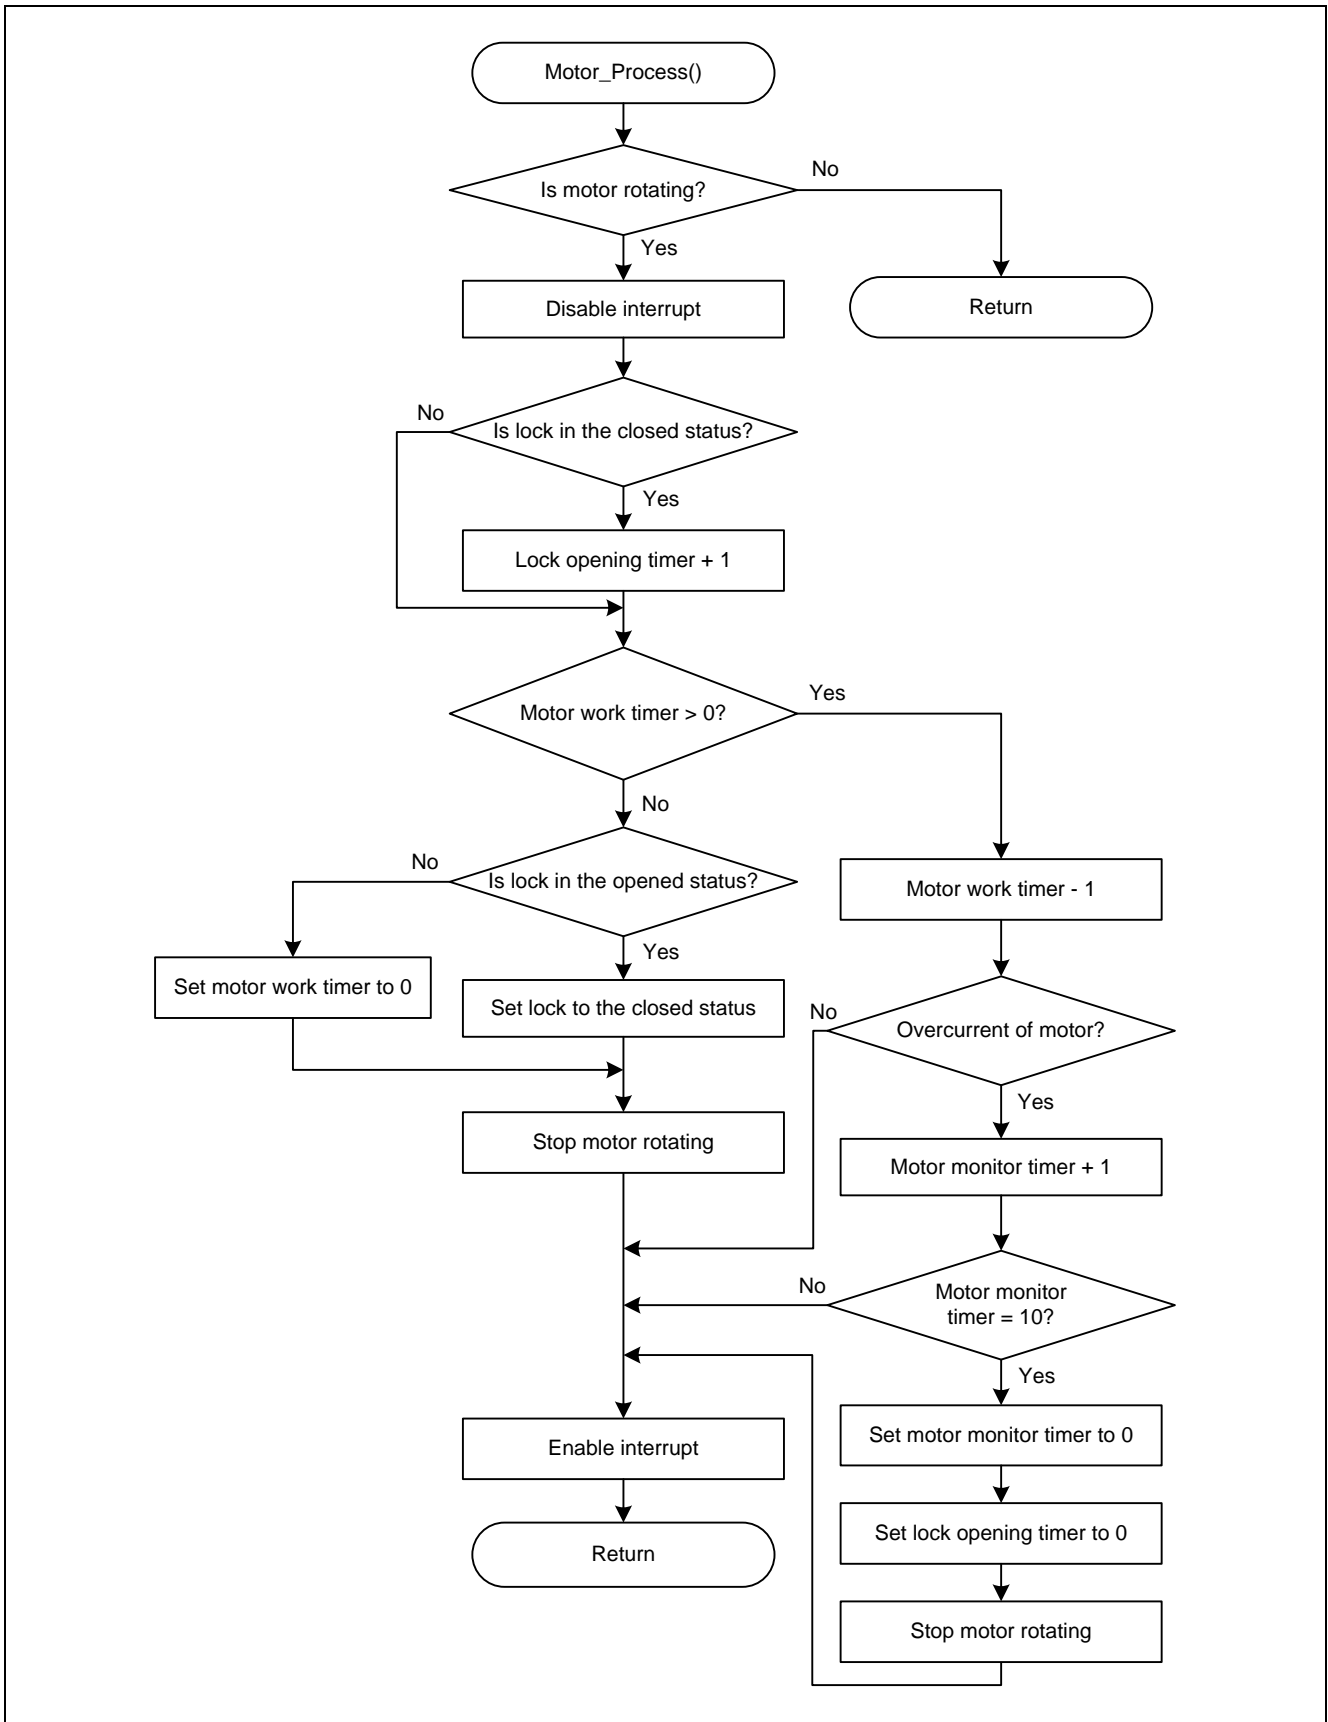 Motor_Process()
Is motor rotating?
No
Yes
Disable interrupt
Return
No
Is lock in the closed status?
Yes
Lock opening timer + 1
Motor work timer > 0?
Yes
No
Is lock in the opened status?
No
Motor work timer - 1
Yes
Set motor work timer to 0
Set lock to the closed status
No
Overcurrent of motor?
Yes
Stop motor rotating
Motor monitor timer + 1
No
Motor monitor
timer = 10?
Yes
Enable interrupt
Set motor monitor timer to 0
Set lock opening timer to 0
Return
Stop motor rotating